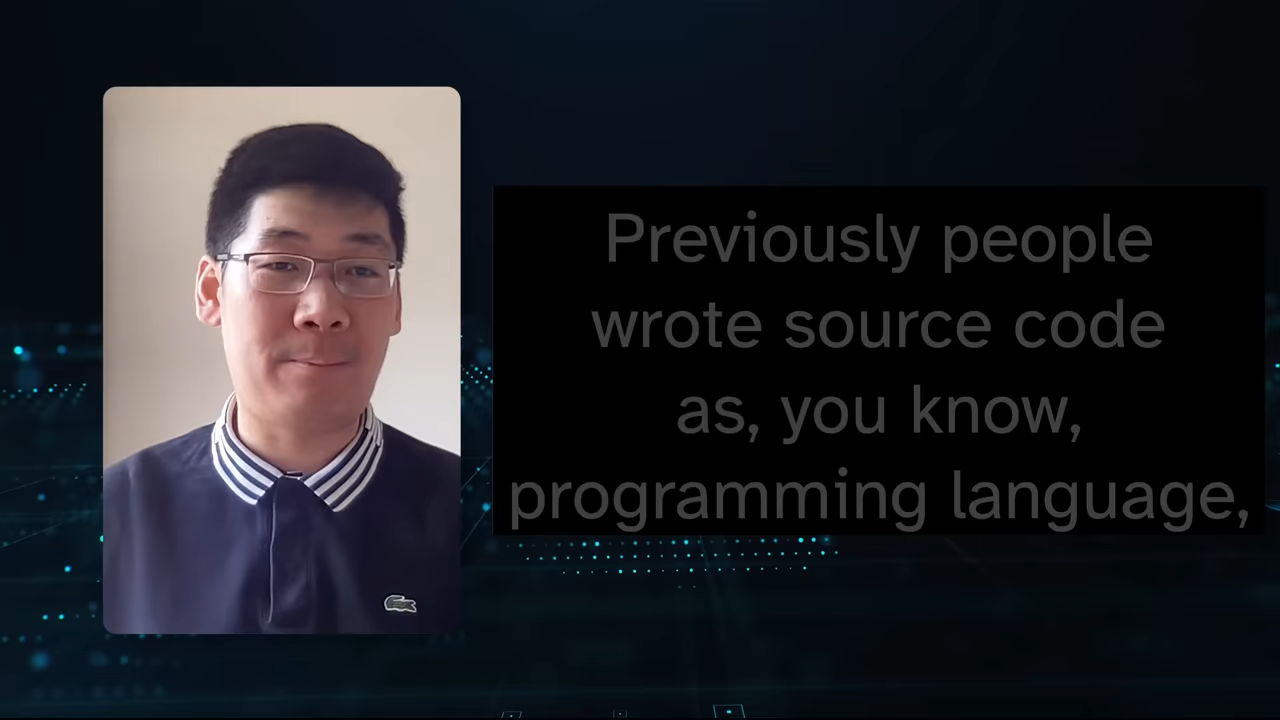 Previously people
wrote source code
as, you know,
programming language,